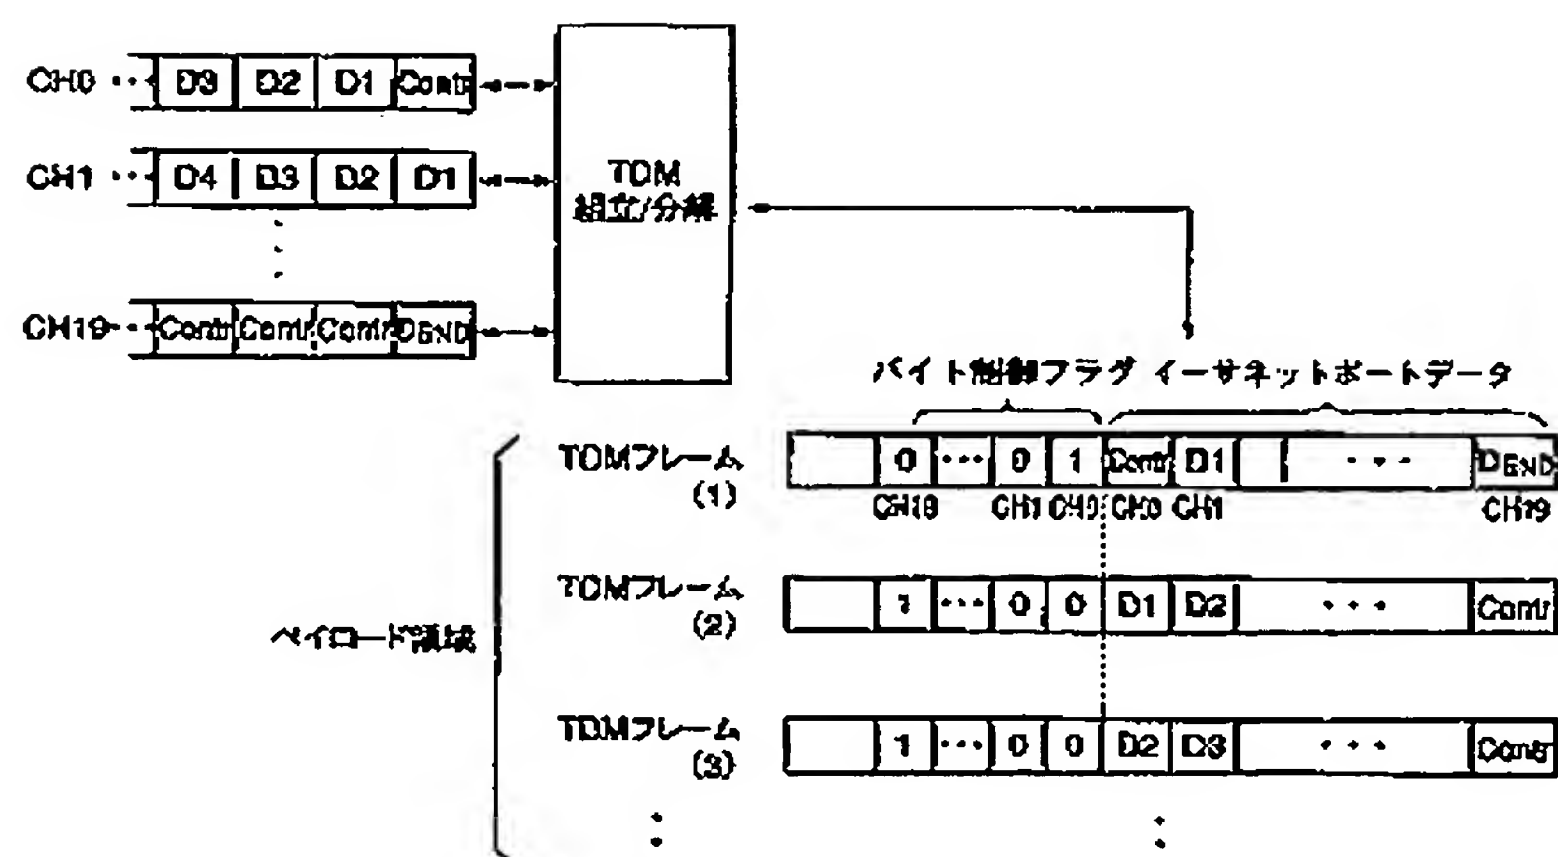 CH0 ··· D3 D2 D1 Contr
CH1 ··· D4 D3 D2 D1
CH19 ··· Contr Contr Contr DEND
TDM
組立/分解
バイト制御フラグ イーサネットポートデータ
TDMフレーム
(1)
0 ··· 0 1 Contr D1 ··· DEND
CH19 CH1 CH0 CH0 CH1 CH19
TDMフレーム
(2)
1 ··· 0 0 D1 D2 ··· Contr
ペイロード領域
TDMフレーム
(3)
1 ··· 0 0 D2 D3 ··· Contr